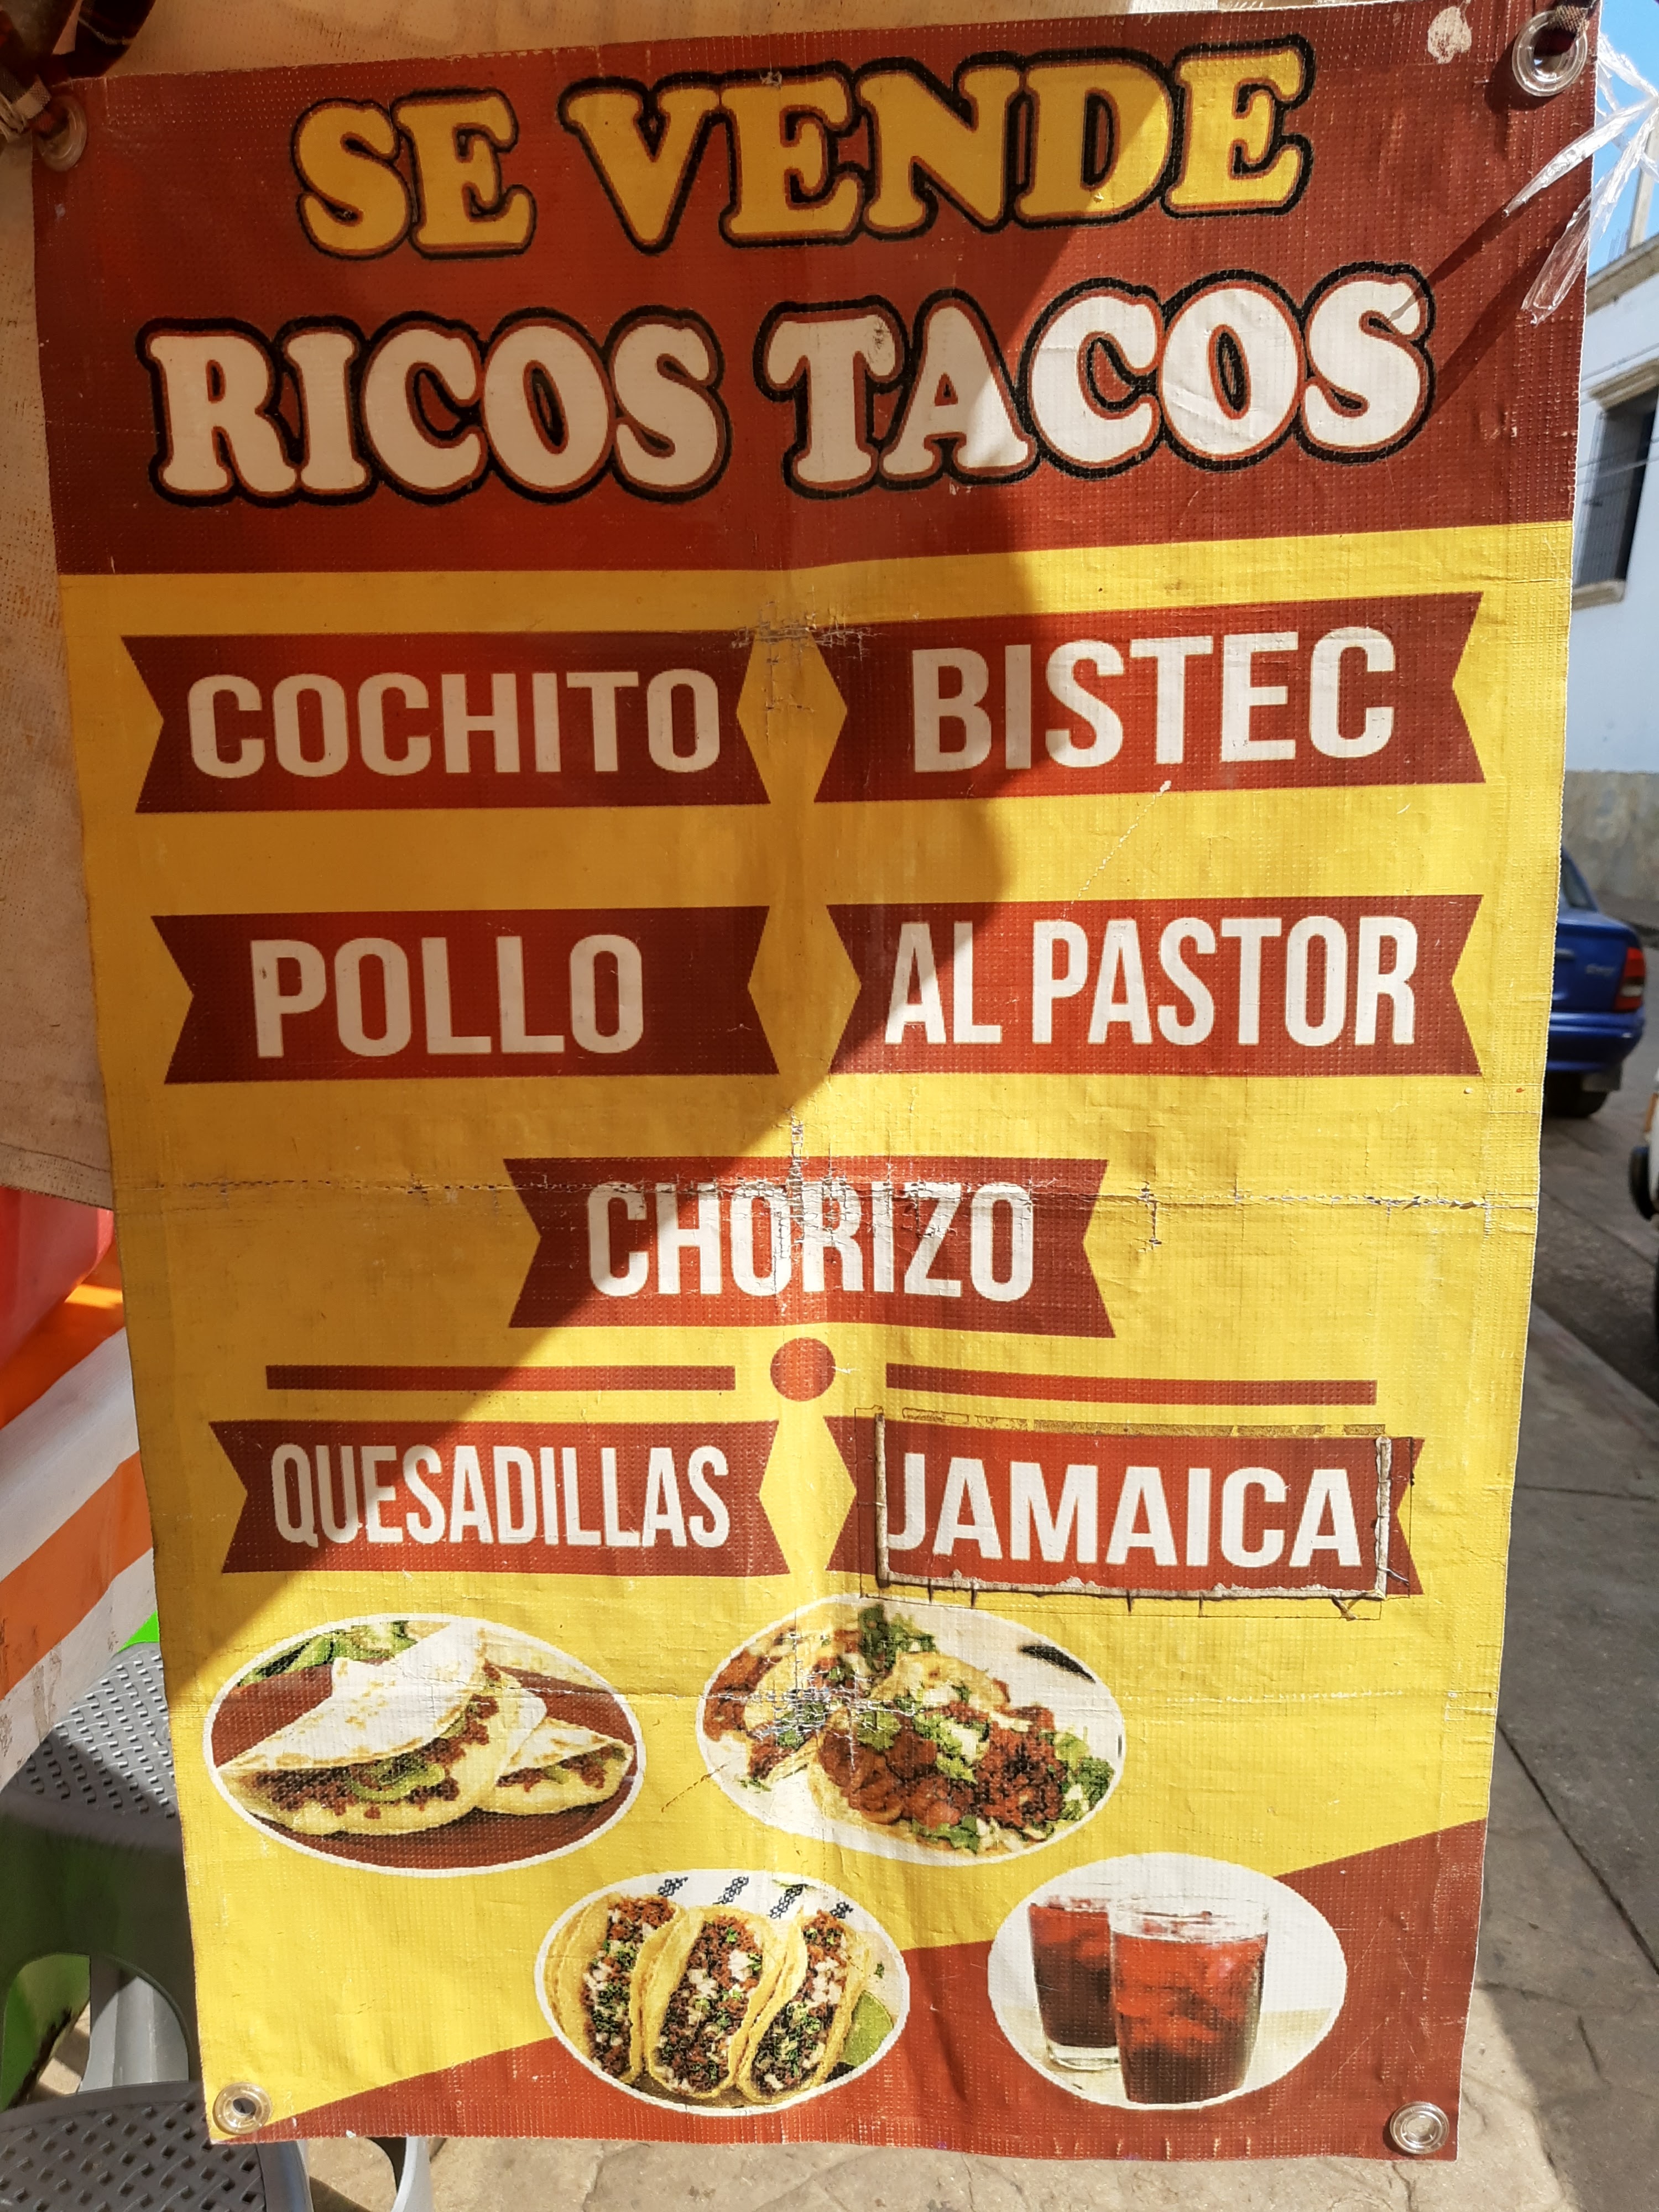 SE VENDE
RICOS TACOS
COCHITO BISTEC
POLLO AL PASTOR
CHORIZO
QUESADILLAS JAMAICA